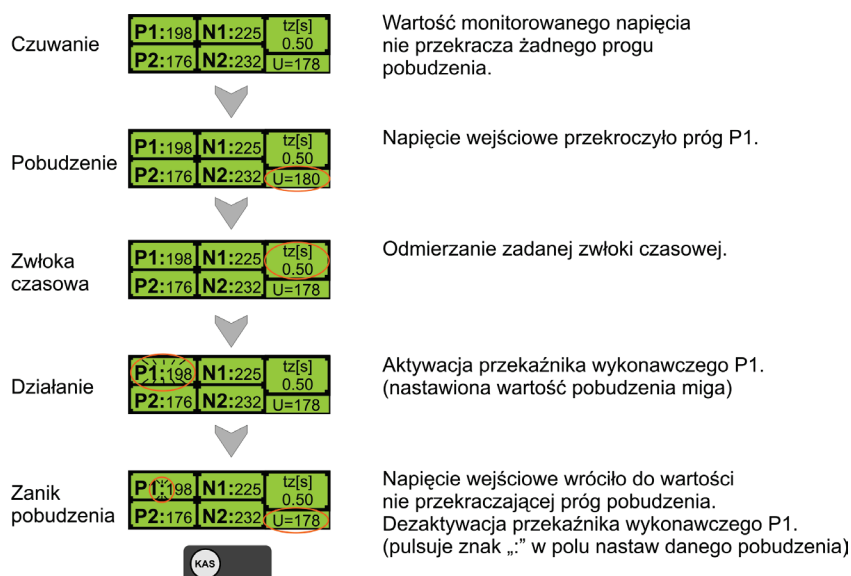 Czuwanie
P1:198 N1:225 tz[s]
0.50
P2:176 N2:232 U=178
Wartość monitorowanego napięcia
nie przekracza żadnego progu
pobudzenia.
Pobudzenie
P1:198 N1:225 tz[s]
0.50
P2:176 N2:232 U=180
Napięcie wejściowe przekroczyło próg P1.
Zwłoka
czasowa
P1:198 N1:225 tz[s]
0.50
P2:176 N2:232 U=178
Odmierzanie zadanej zwłoki czasowej.
Działanie
P1:198 N1:225 tz[s]
0.50
P2:176 N2:232 U=178
Aktywacja przekaźnika wykonawczego P1.
(nastawiona wartość pobudzenia miga)
Zanik
pobudzenia
P1:198 N1:225 tz[s]
0.50
P2:176 N2:232 U=178
Napięcie wejściowe wróciło do wartości
nie przekraczającej próg pobudzenia.
Dezaktywacja przekaźnika wykonawczego P1.
(pulsuje znak „:” w polu nastaw danego pobudzenia)
KAS